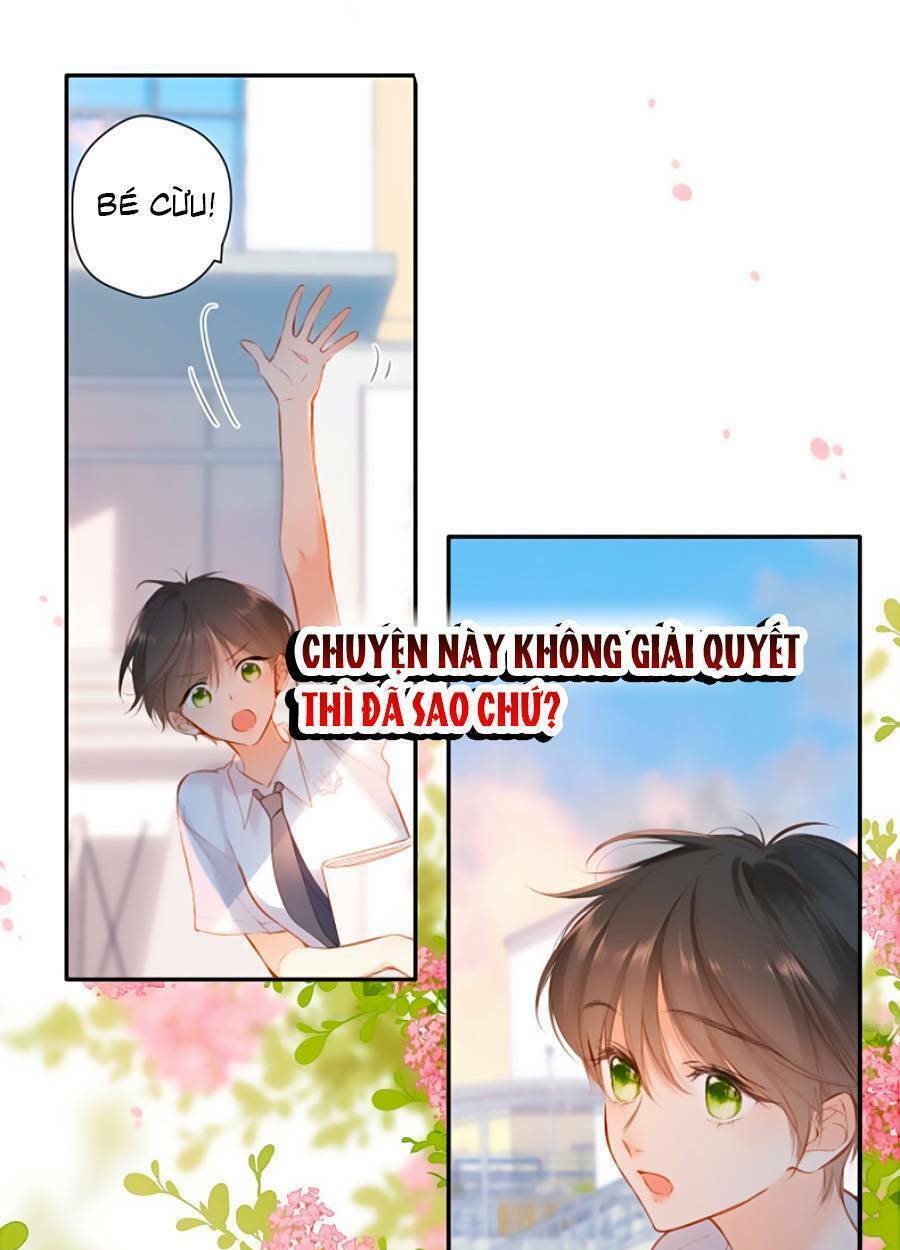 BÉ CỪU!
CHUYỆN NÀY KHÔNG GIẢI QUYẾT
THÌ ĐÃ SAO CHỨ?